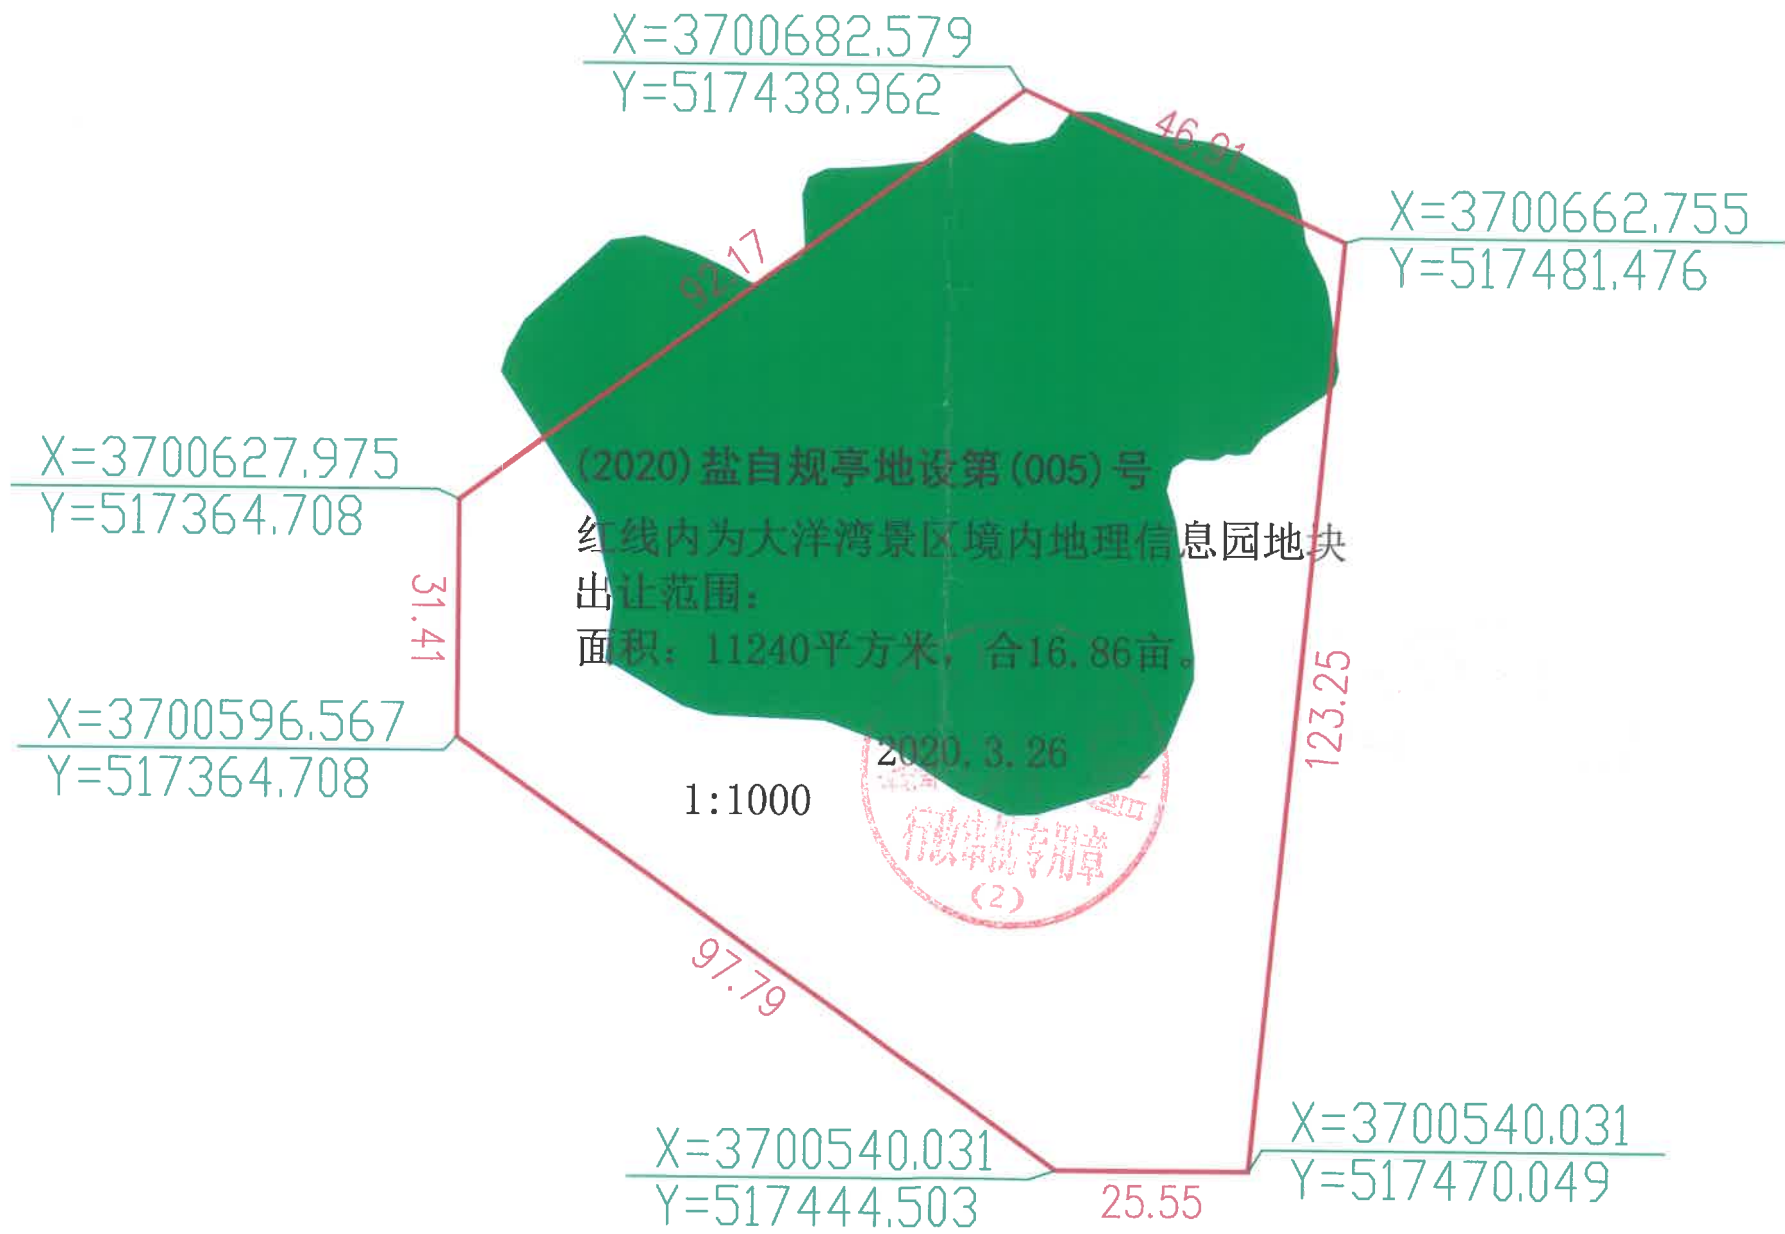 X=3700682.579
Y=517438.962
46.91
X=3700662.755
Y=517481.476
92.17
X=3700627.975
Y=517364.708
(2020)盐自规亭地设第(005)号
红线内为大洋湾景区境内地理信息园地块
出让范围:
面积: 11240平方米, 合16.86亩。
31.41
123.25
X=3700596.567
Y=517364.708
2020.3.26
1:1000
专用章
(2)
97.79
X=3700540.031
Y=517444.503
25.55
X=3700540.031
Y=517470.049